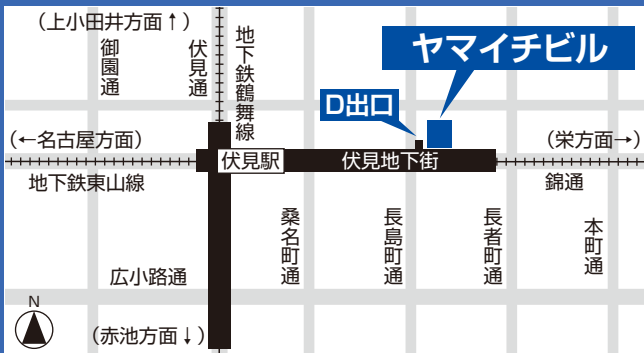 (上小田井方面↑)
御園通
伏見通
地下鉄鶴舞線
ヤマイチビル
D出口
(←名古屋方面)
(栄方面→)
伏見駅
伏見地下街
地下鉄東山線
錦通
桑名町通
長島町通
長者町通
本町通
広小路通
N
(赤池方面↓)